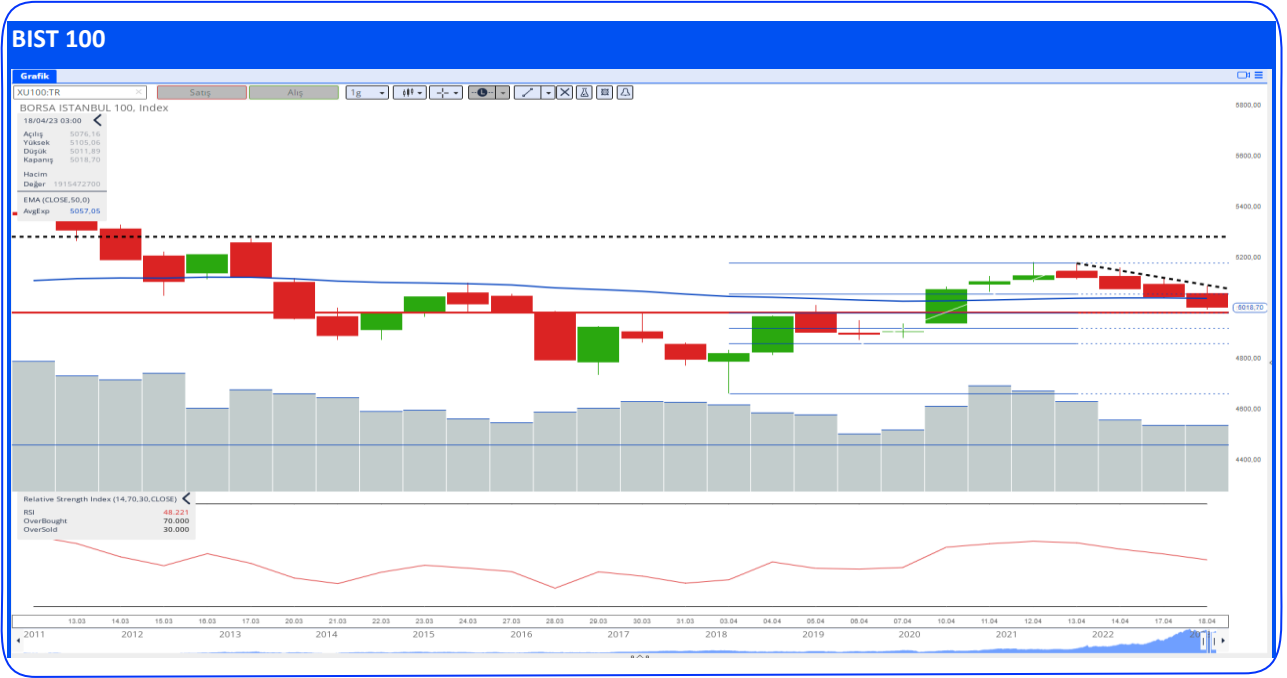 BIST 100
Grafik
XU100:TR
Satış
Alış
1g
BORSA ISTANBUL 100, Index
18/04/23 03:00
Açılış 5076,16
Yüksek 5105,06
Düşük 5011,89
Kapanış 5018,70
Hacim
Değer 1915472700
EMA (CLOSE,50,0)
AvgExp 5057,05
5800,00
5600,00
5400,00
5200,00
5018,70
4800,00
4600,00
4400,00
Relative Strength Index (14,70,30,CLOSE)
RSI 48.221
OverBought 70.000
OverSold 30.000
13.03 14.03 15.03 16.03 17.03 20.03 21.03 22.03 23.03 24.03 27.03 28.03 29.03 30.03 31.03 03.04 04.04 05.04 06.04 07.04 10.04 11.04 12.04 13.04 14.04 17.04 18.04
2011 2012 2013 2014 2015 2016 2017 2018 2019 2020 2021 2022